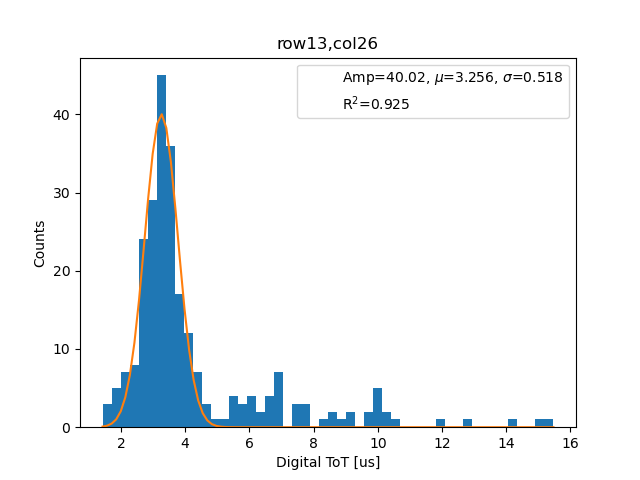 row13,col26
Amp=40.02, μ=3.256, σ=0.518
R²=0.925
Counts
40
30
20
10
0
2 4 6 8 10 12 14 16
Digital ToT [us]